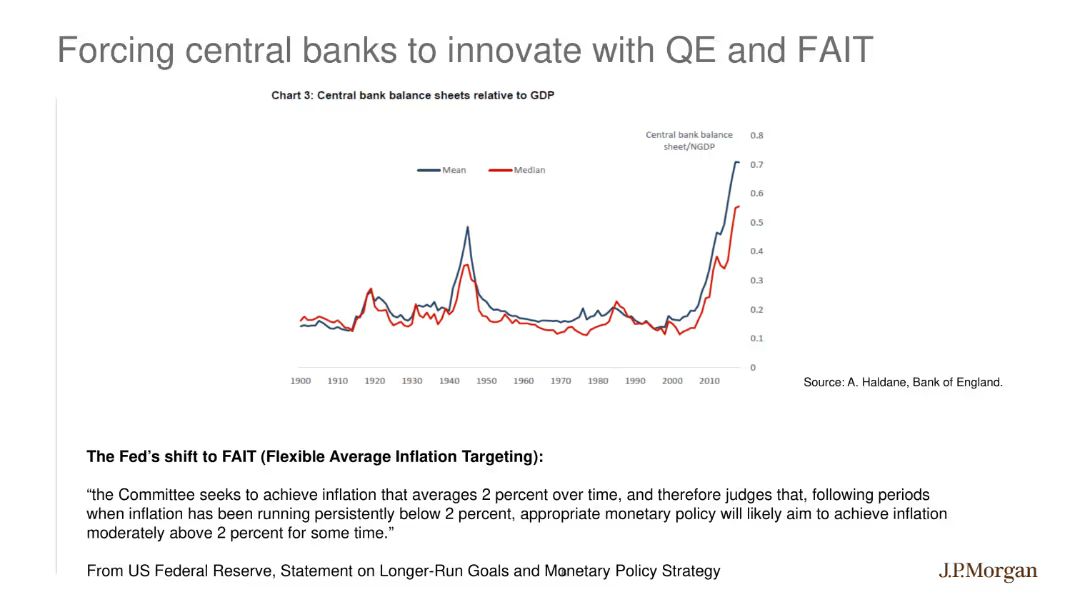 Forcing central banks to innovate with QE and FAIT
Chart 3: Central bank balance sheets relative to GDP
Central bank balance
sheet/NGDP
0.8
0.7
0.6
0.5
0.4
0.3
0.2
0.1
0
Mean
Median
1900 1910 1920 1930 1940 1950 1960 1970 1980 1990 2000 2010
Source: A. Haldane, Bank of England.
The Fed's shift to FAIT (Flexible Average Inflation Targeting):
“the Committee seeks to achieve inflation that averages 2 percent over time, and therefore judges that, following periods
when inflation has been running persistently below 2 percent, appropriate monetary policy will likely aim to achieve inflation
moderately above 2 percent for some time.”
From US Federal Reserve, Statement on Longer-Run Goals and Monetary Policy Strategy
J.P.Morgan